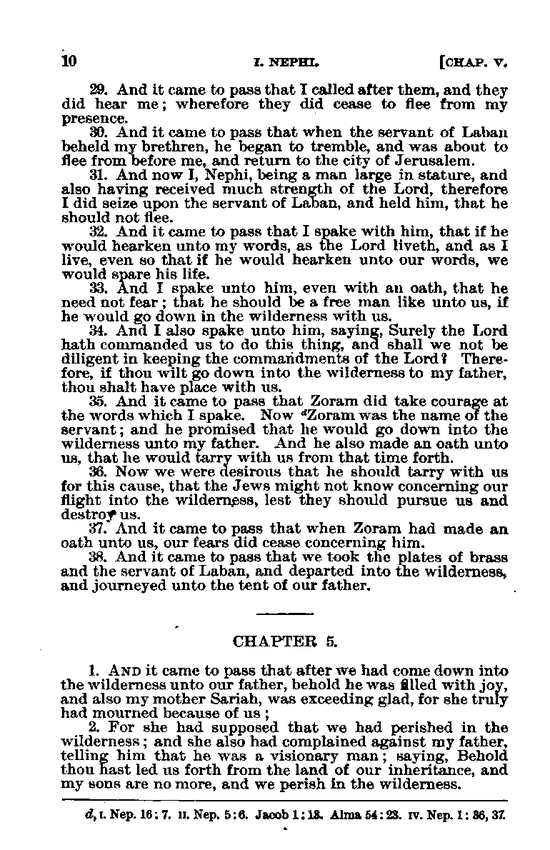 10 I. NEPHI. [CHAP. V.
29. And it came to pass that I called after them, and they
did hear me; wherefore they did cease to flee from my
presence.
30. And it came to pass that when the servant of Laban
beheld my brethren, he began to tremble, and was about to
flee from before me, and return to the city of Jerusalem.
31. And now I, Nephi, being a man large in stature, and
also having received much strength of the Lord, therefore
I did seize upon the servant of Laban, and held him, that he
should not flee.
32. And it came to pass that I spake with him, that if he
would hearken unto my words, as the Lord liveth, and as I
live, even so that if he would hearken unto our words, we
would spare his life.
33. And I spake unto him, even with an oath, that he
need not fear; that he should be a free man like unto us, if
he would go down in the wilderness with us.
34. And I also spake unto him, saying, Surely the Lord
hath commanded us to do this thing, and shall we not be
diligent in keeping the commandments of the Lord? There-
fore, if thou wilt go down into the wilderness to my father,
thou shalt have place with us.
35. And it came to pass that Zoram did take courage at
the words which I spake. Now dZoram was the name of the
servant; and he promised that he would go down into the
wilderness unto my father. And he also made an oath unto
us, that he would tarry with us from that time forth.
36. Now we were desirous that he should tarry with us
for this cause, that the Jews might not know concerning our
flight into the wilderness, lest they should pursue us and
destroy us.
37. And it came to pass that when Zoram had made an
oath unto us, our fears did cease concerning him.
38. And it came to pass that we took the plates of brass
and the servant of Laban, and departed into the wilderness,
and journeyed unto the tent of our father.
CHAPTER 5.
1. AND it came to pass that after we had come down into
the wilderness unto our father, behold he was filled with joy,
and also my mother Sariah, was exceeding glad, for she truly
had mourned because of us;
2. For she had supposed that we had perished in the
wilderness; and she also had complained against my father,
telling him that he was a visionary man; saying, Behold
thou hast led us forth from the land of our inheritance, and
my sons are no more, and we perish in the wilderness.
d, I. Nep. 16:7. II. Nep. 5:6. Jacob 1:13. Alma 54:23. IV. Nep. 1:36, 37.